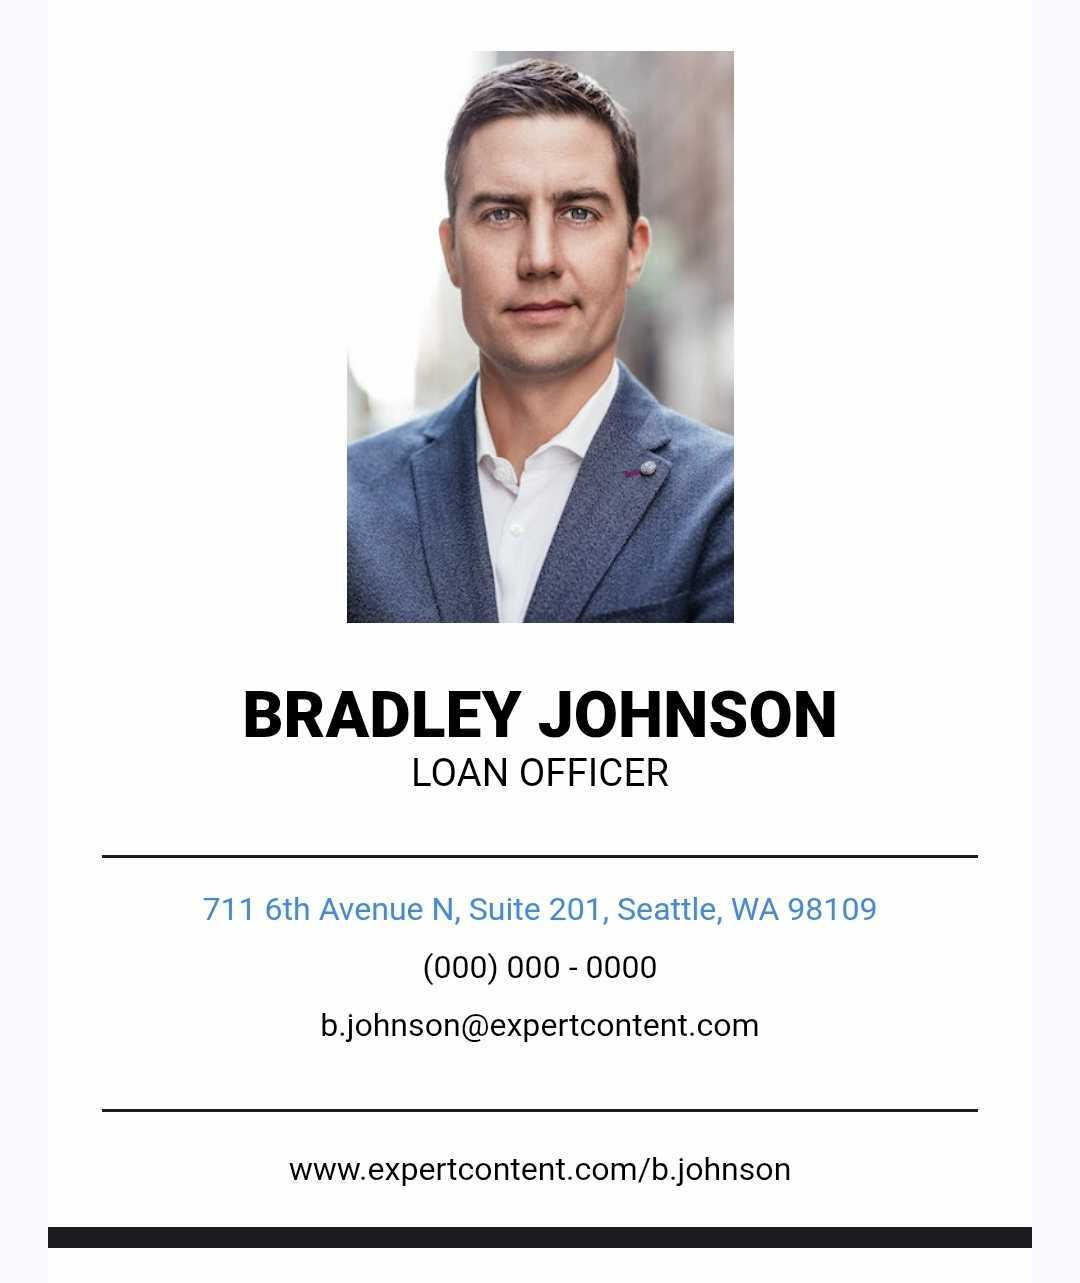 BRADLEY JOHNSON
LOAN OFFICER
711 6th Avenue N, Suite 201, Seattle, WA 98109
(000) 000 - 0000
b.johnson@expertcontent.com
www.expertcontent.com/b.johnson